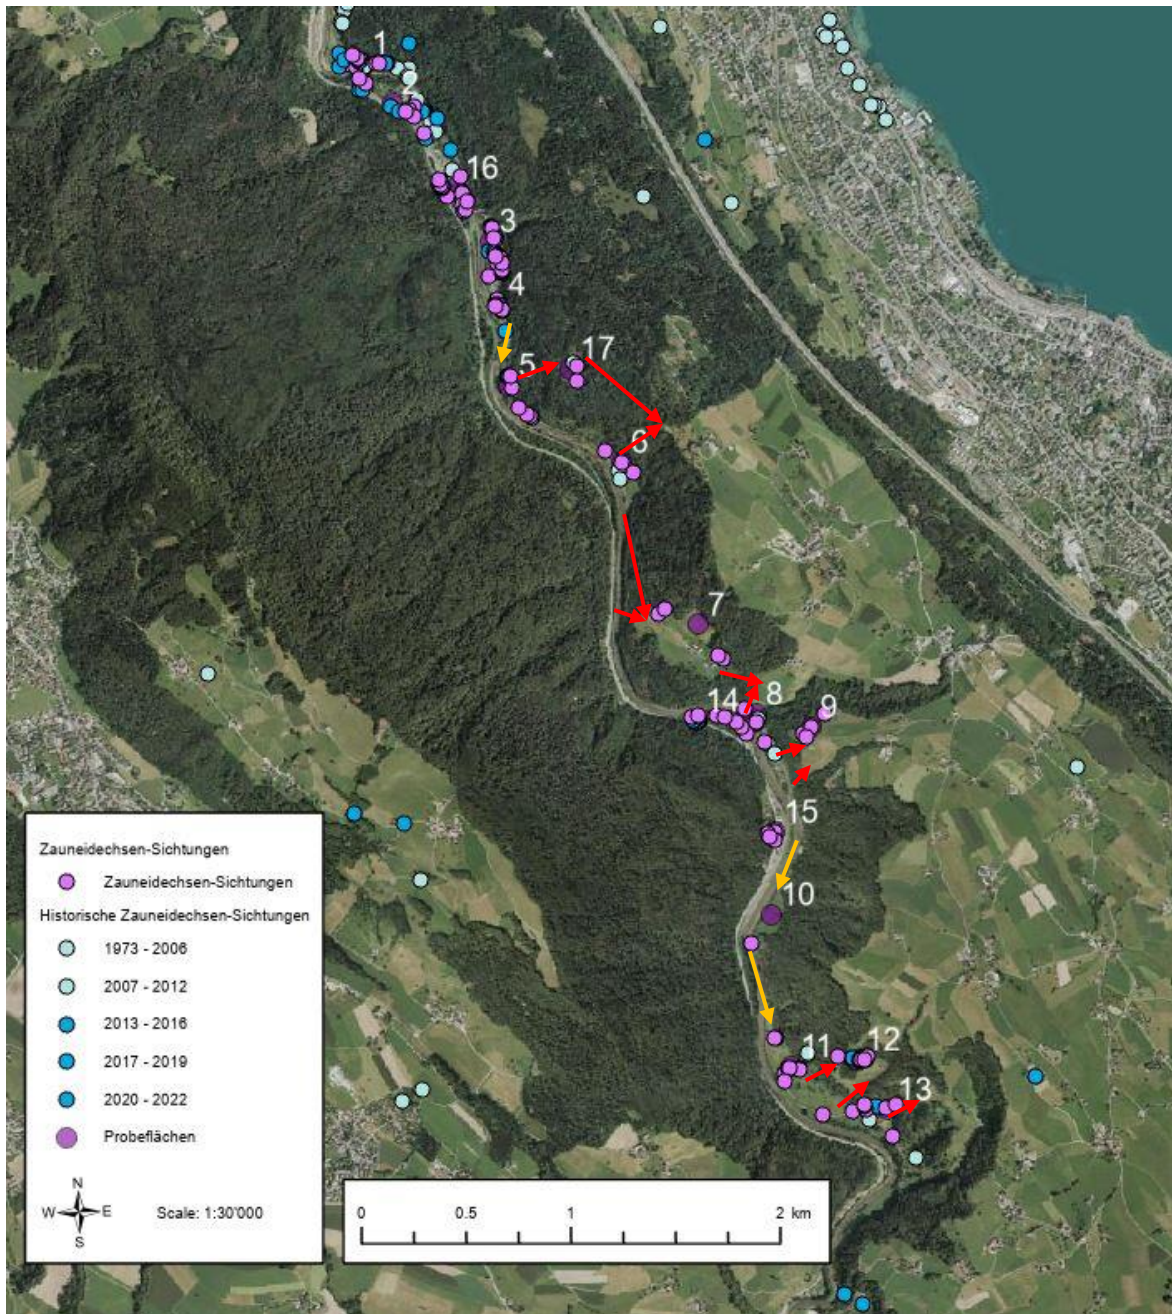 1
2
16
3
4
17
5
6
7
14 8 9
15
10
11 12
13
Zauneidechsen-Sichtungen
Zauneidechsen-Sichtungen
Historische Zauneidechsen-Sichtungen
1973 - 2006
2007 - 2012
2013 - 2016
2017 - 2019
2020 - 2022
Probeflächen
N
W E
S
Scale: 1:30'000
0 0.5 1 2 km